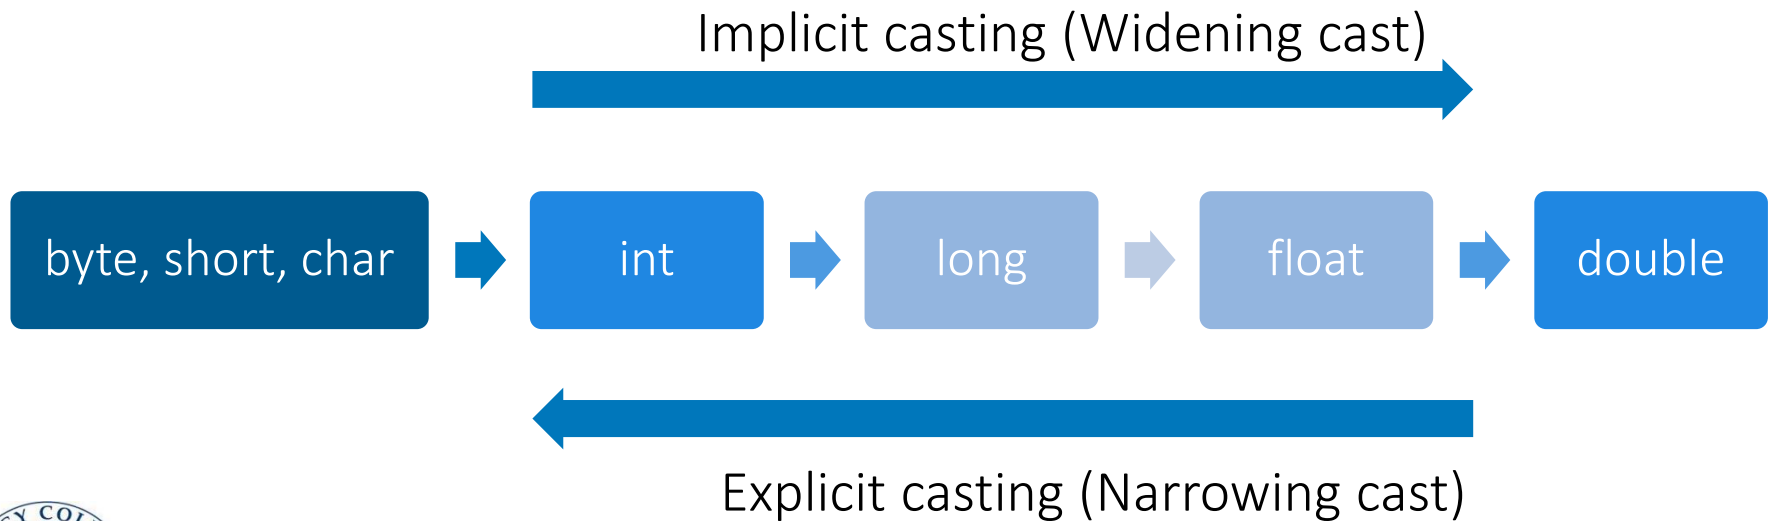 Implicit casting (Widening cast)
byte, short, char
int
long
float
double
Explicit casting (Narrowing cast)